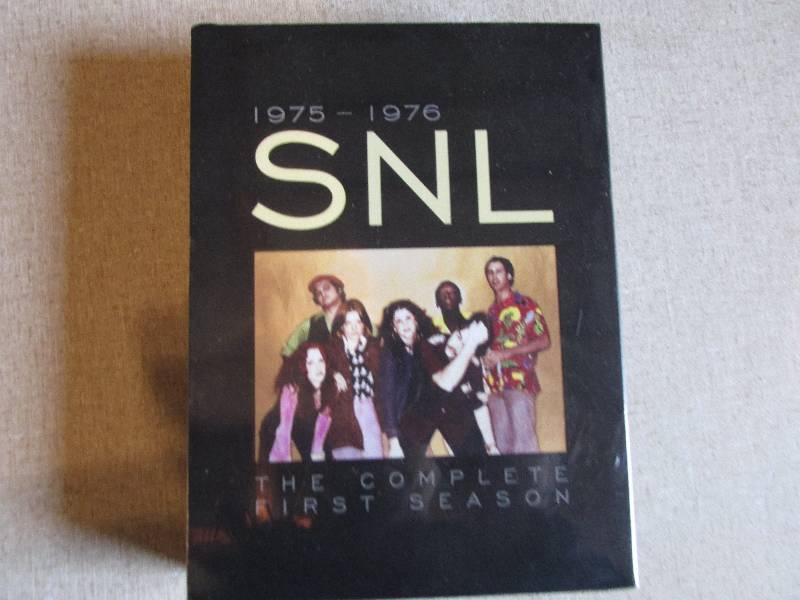 1975 – 1976
SNL
THE COMPLETE
FIRST SEASON